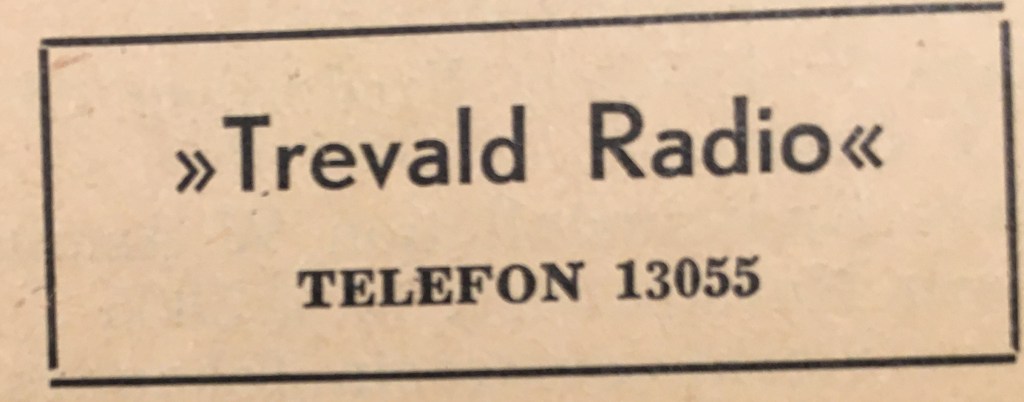 »Trevald Radio«
TELEFON 13055